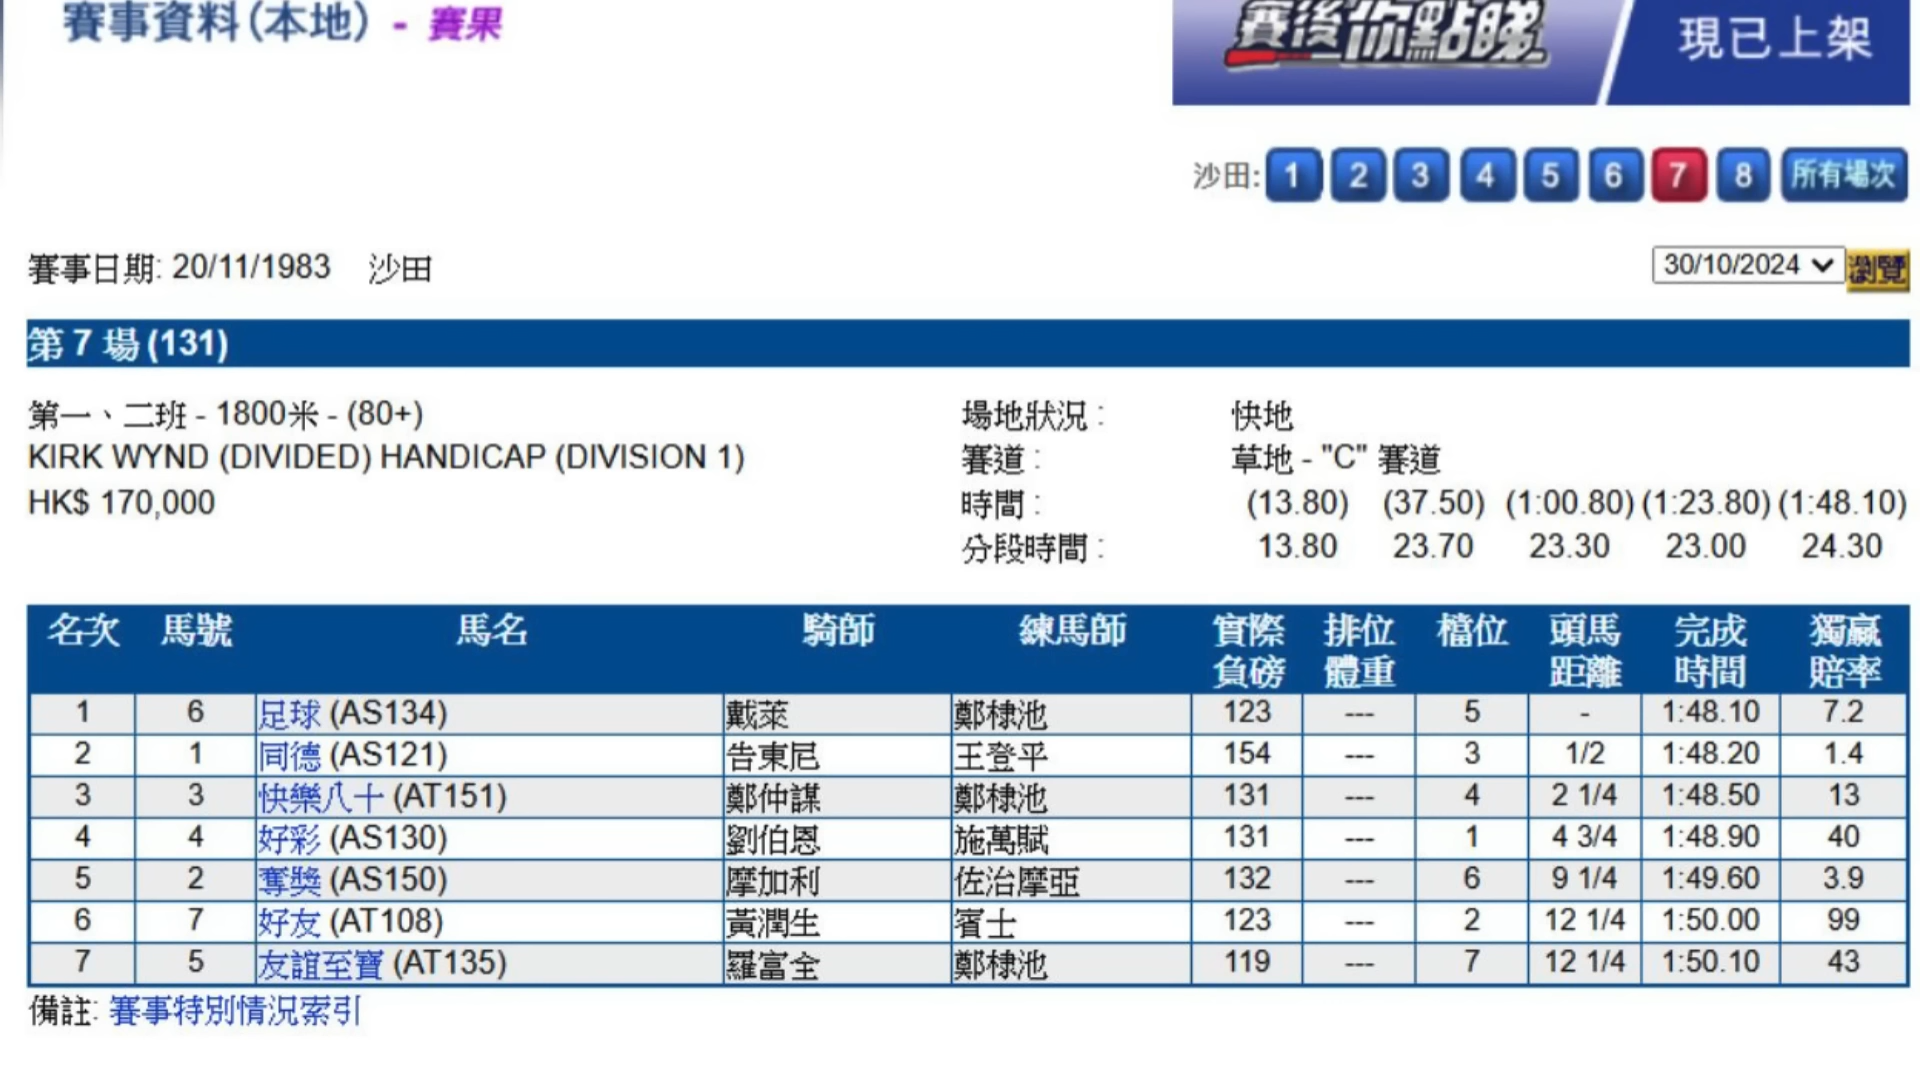 賽事資料(本地) - 賽果
賽後你點睇
現已上架
沙田: 1 2 3 4 5 6 7 8 所有場次
賽事日期: 20/11/1983 沙田
30/10/2024 瀏覽
第 7 場 (131)
第一、二班 - 1800米 - (80+) 場地狀況 : 快地
KIRK WYND (DIVIDED) HANDICAP (DIVISION 1) 賽道 : 草地 - "C" 賽道
HK$ 170,000 時間 : (13.80) (37.50) (1:00.80) (1:23.80) (1:48.10)
分段時間 : 13.80 23.70 23.30 23.00 24.30
名次 馬號 馬名 騎師 練馬師 實際負磅 排位體重 檔位 頭馬距離 完成時間 獨贏賠率
1 6 足球 (AS134) 戴萊 鄭棣池 123 --- 5 - 1:48.10 7.2
2 1 同德 (AS121) 告東尼 王登平 154 --- 3 1/2 1:48.20 1.4
3 3 快樂八十 (AT151) 鄭仲謀 鄭棣池 131 --- 4 2 1/4 1:48.50 13
4 4 好彩 (AS130) 劉伯恩 施萬賦 131 --- 1 4 3/4 1:48.90 40
5 2 奪獎 (AS150) 摩加利 佐治摩亞 132 --- 6 9 1/4 1:49.60 3.9
6 7 好友 (AT108) 黃潤生 賓士 123 --- 2 12 1/4 1:50.00 99
7 5 友誼至寶 (AT135) 羅富全 鄭棣池 119 --- 7 12 1/4 1:50.10 43
備註: 賽事特別情況索引